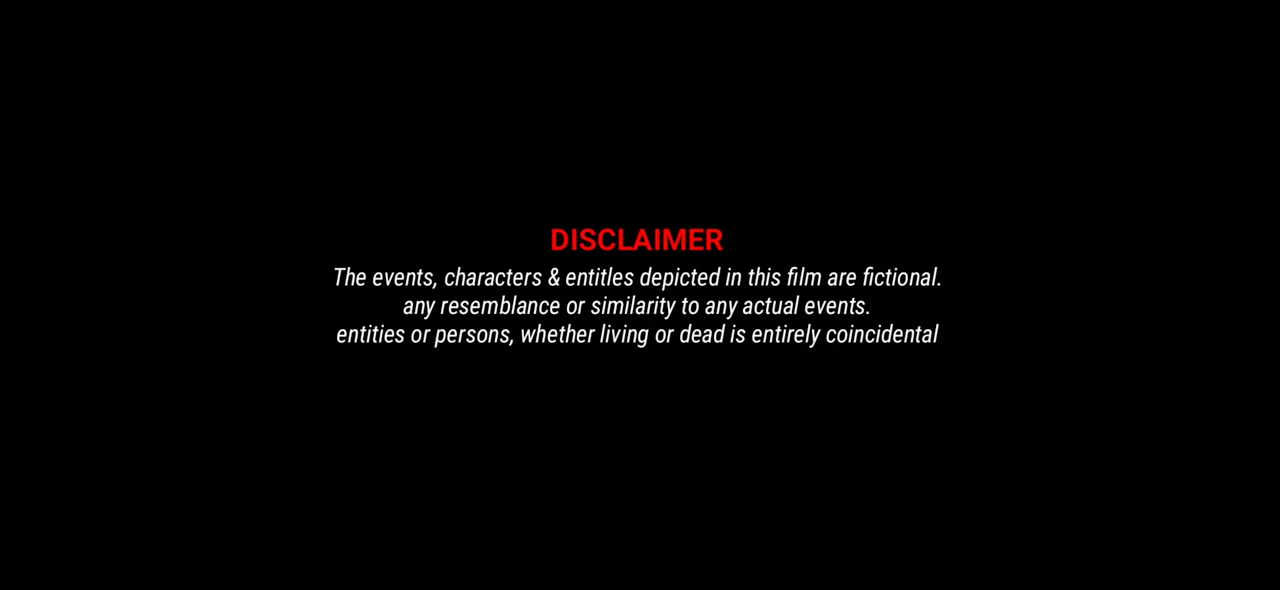 DISCLAIMER
The events, characters & entitles depicted in this film are fictional.
any resemblance or similarity to any actual events.
entities or persons, whether living or dead is entirely coincidental